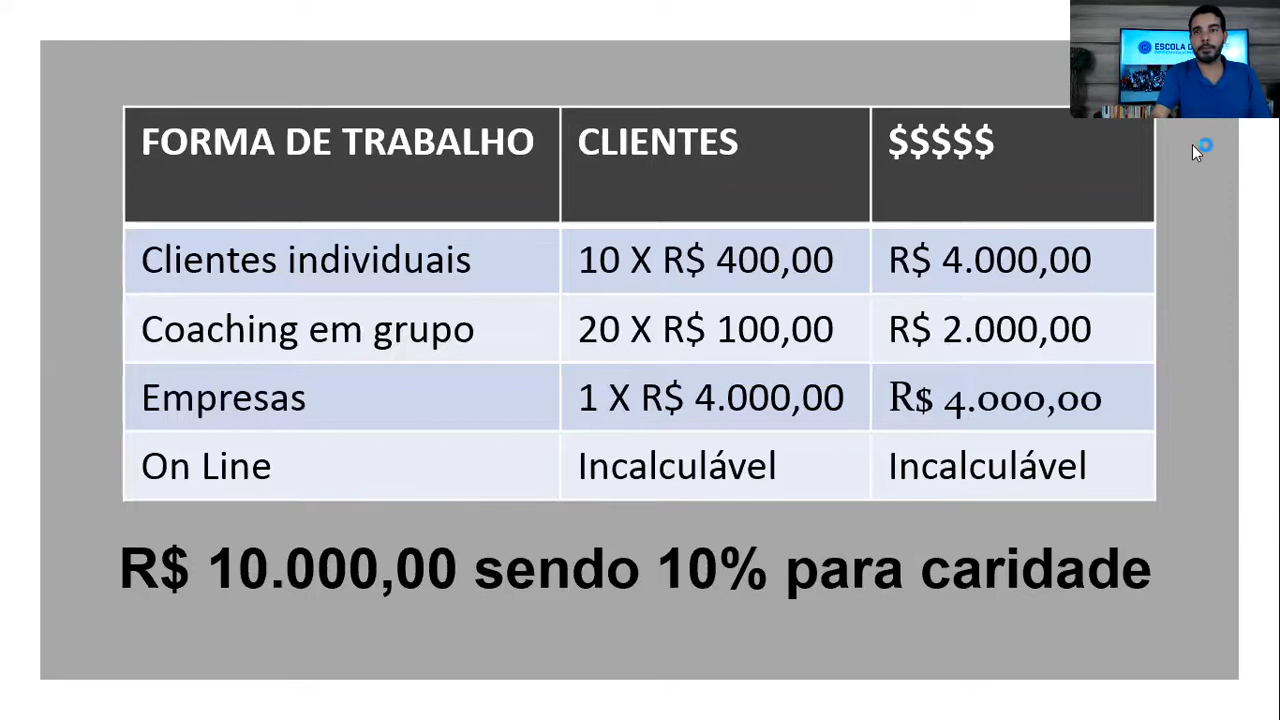 ESCOLA D
FORMA DE TRABALHO CLIENTES $$$$$
Clientes individuais 10 X R$ 400,00 R$ 4.000,00
Coaching em grupo 20 X R$ 100,00 R$ 2.000,00
Empresas 1 X R$ 4.000,00 R$ 4.000,00
On Line Incalculável Incalculável
R$ 10.000,00 sendo 10% para caridade